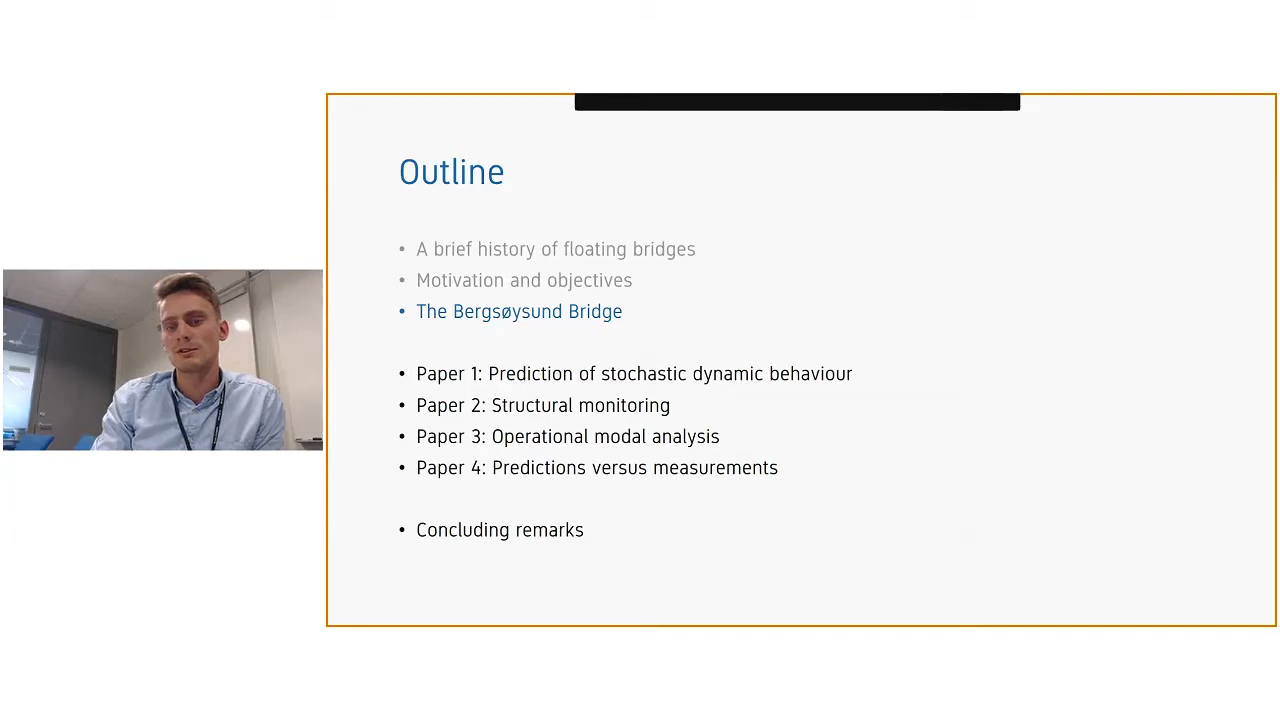 Outline
• A brief history of floating bridges
• Motivation and objectives
• The Bergsøysund Bridge
• Paper 1: Prediction of stochastic dynamic behaviour
• Paper 2: Structural monitoring
• Paper 3: Operational modal analysis
• Paper 4: Predictions versus measurements
• Concluding remarks